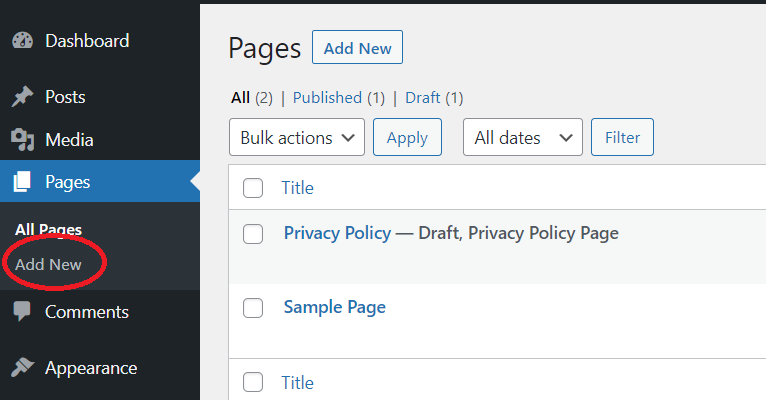 Dashboard
Posts
Media
Pages
All Pages
Add New
Comments
Appearance
Pages Add New
All (2) | Published (1) | Draft (1)
Bulk actions Apply All dates Filter
Title
Privacy Policy — Draft, Privacy Policy Page
Sample Page
Title